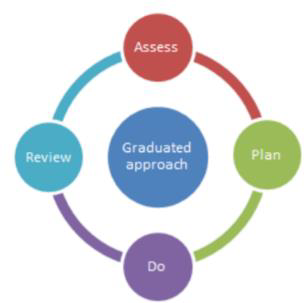 Assess
Plan
Do
Review
Graduated
approach